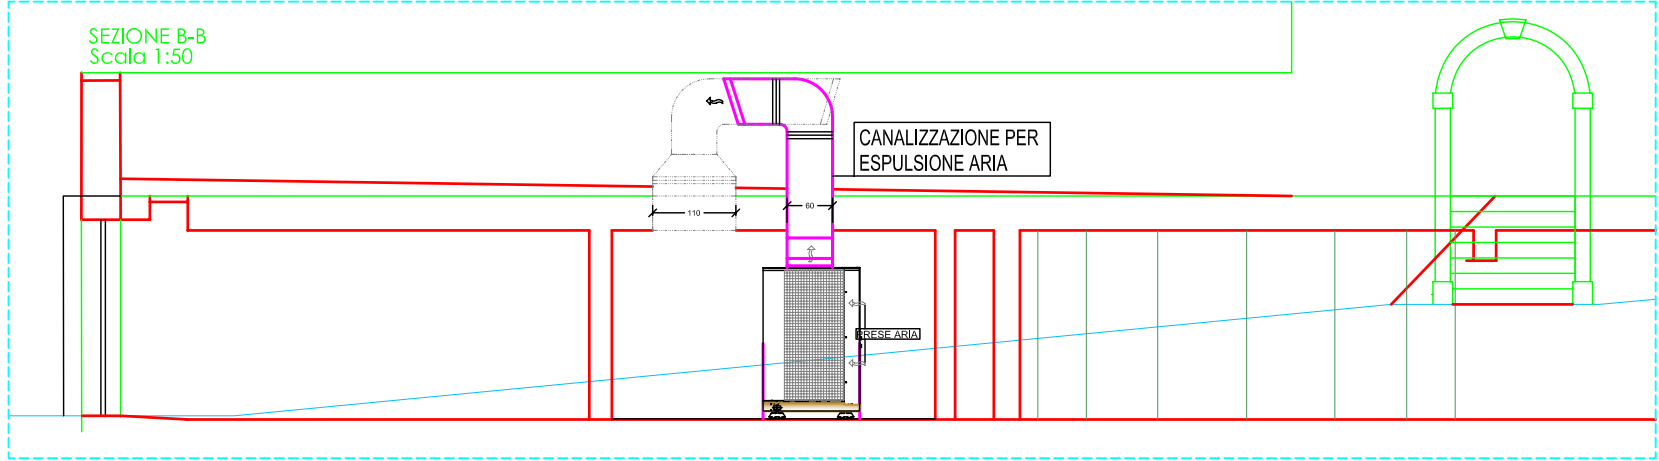 SEZIONE B-B
Scala 1:50
CANALIZZAZIONE PER
ESPULSIONE ARIA
110
60
PRESE ARIA